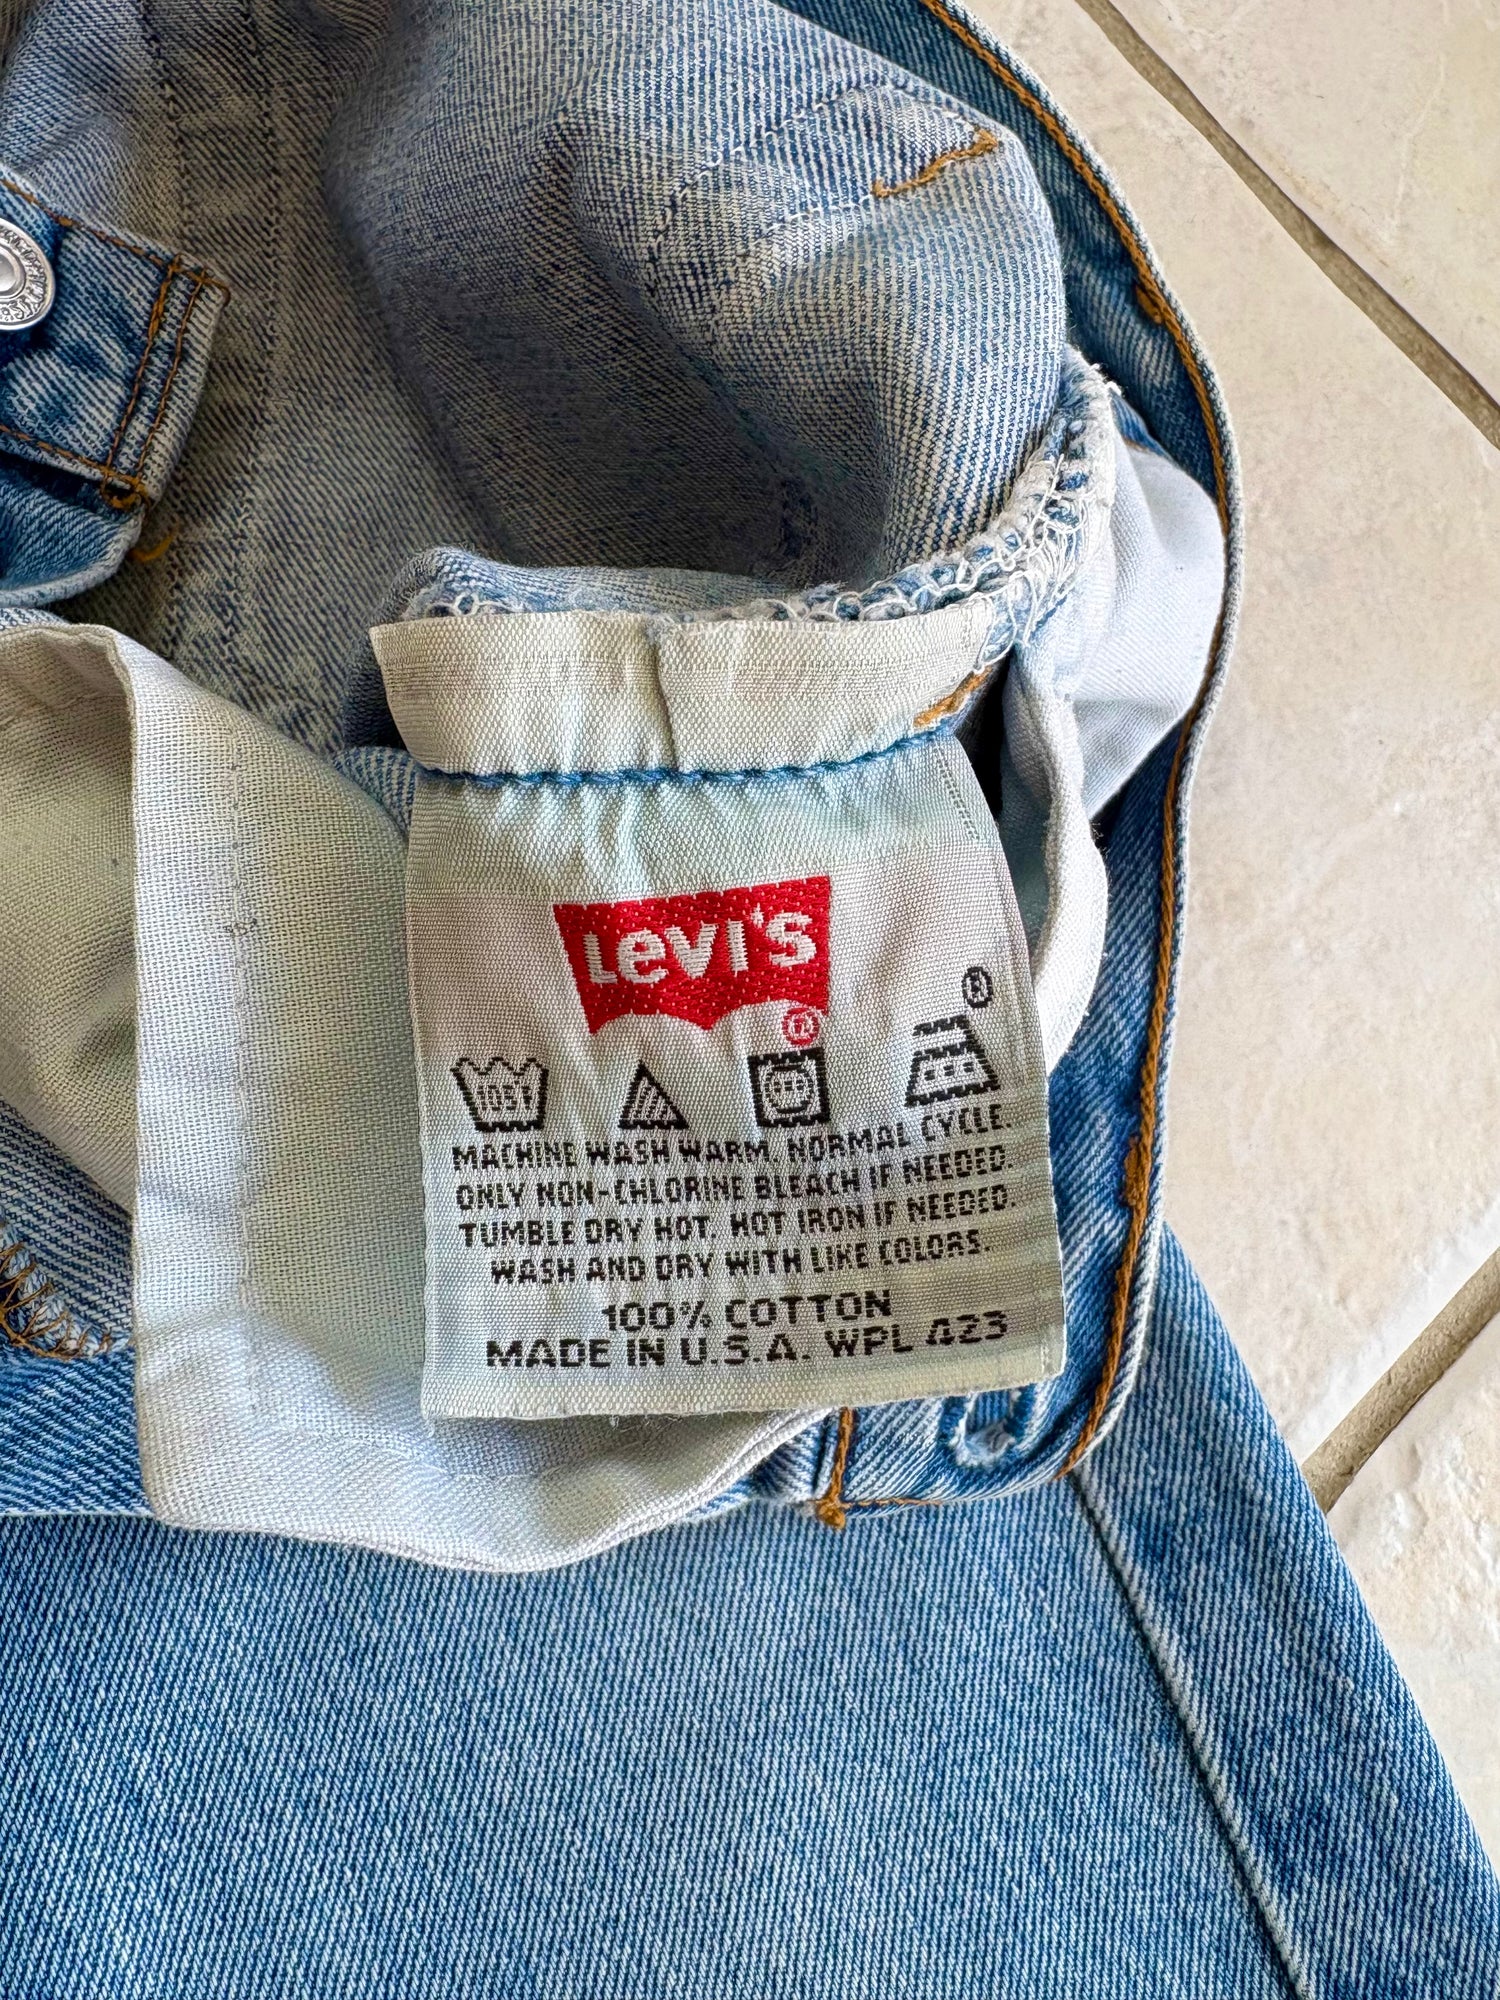 Levi's
®
®
105°F
MACHINE WASH WARM. NORMAL CYCLE.
ONLY NON-CHLORINE BLEACH IF NEEDED.
TUMBLE DRY HOT. HOT IRON IF NEEDED.
WASH AND DRY WITH LIKE COLORS.
100% COTTON
MADE IN U.S.A. WPL 423